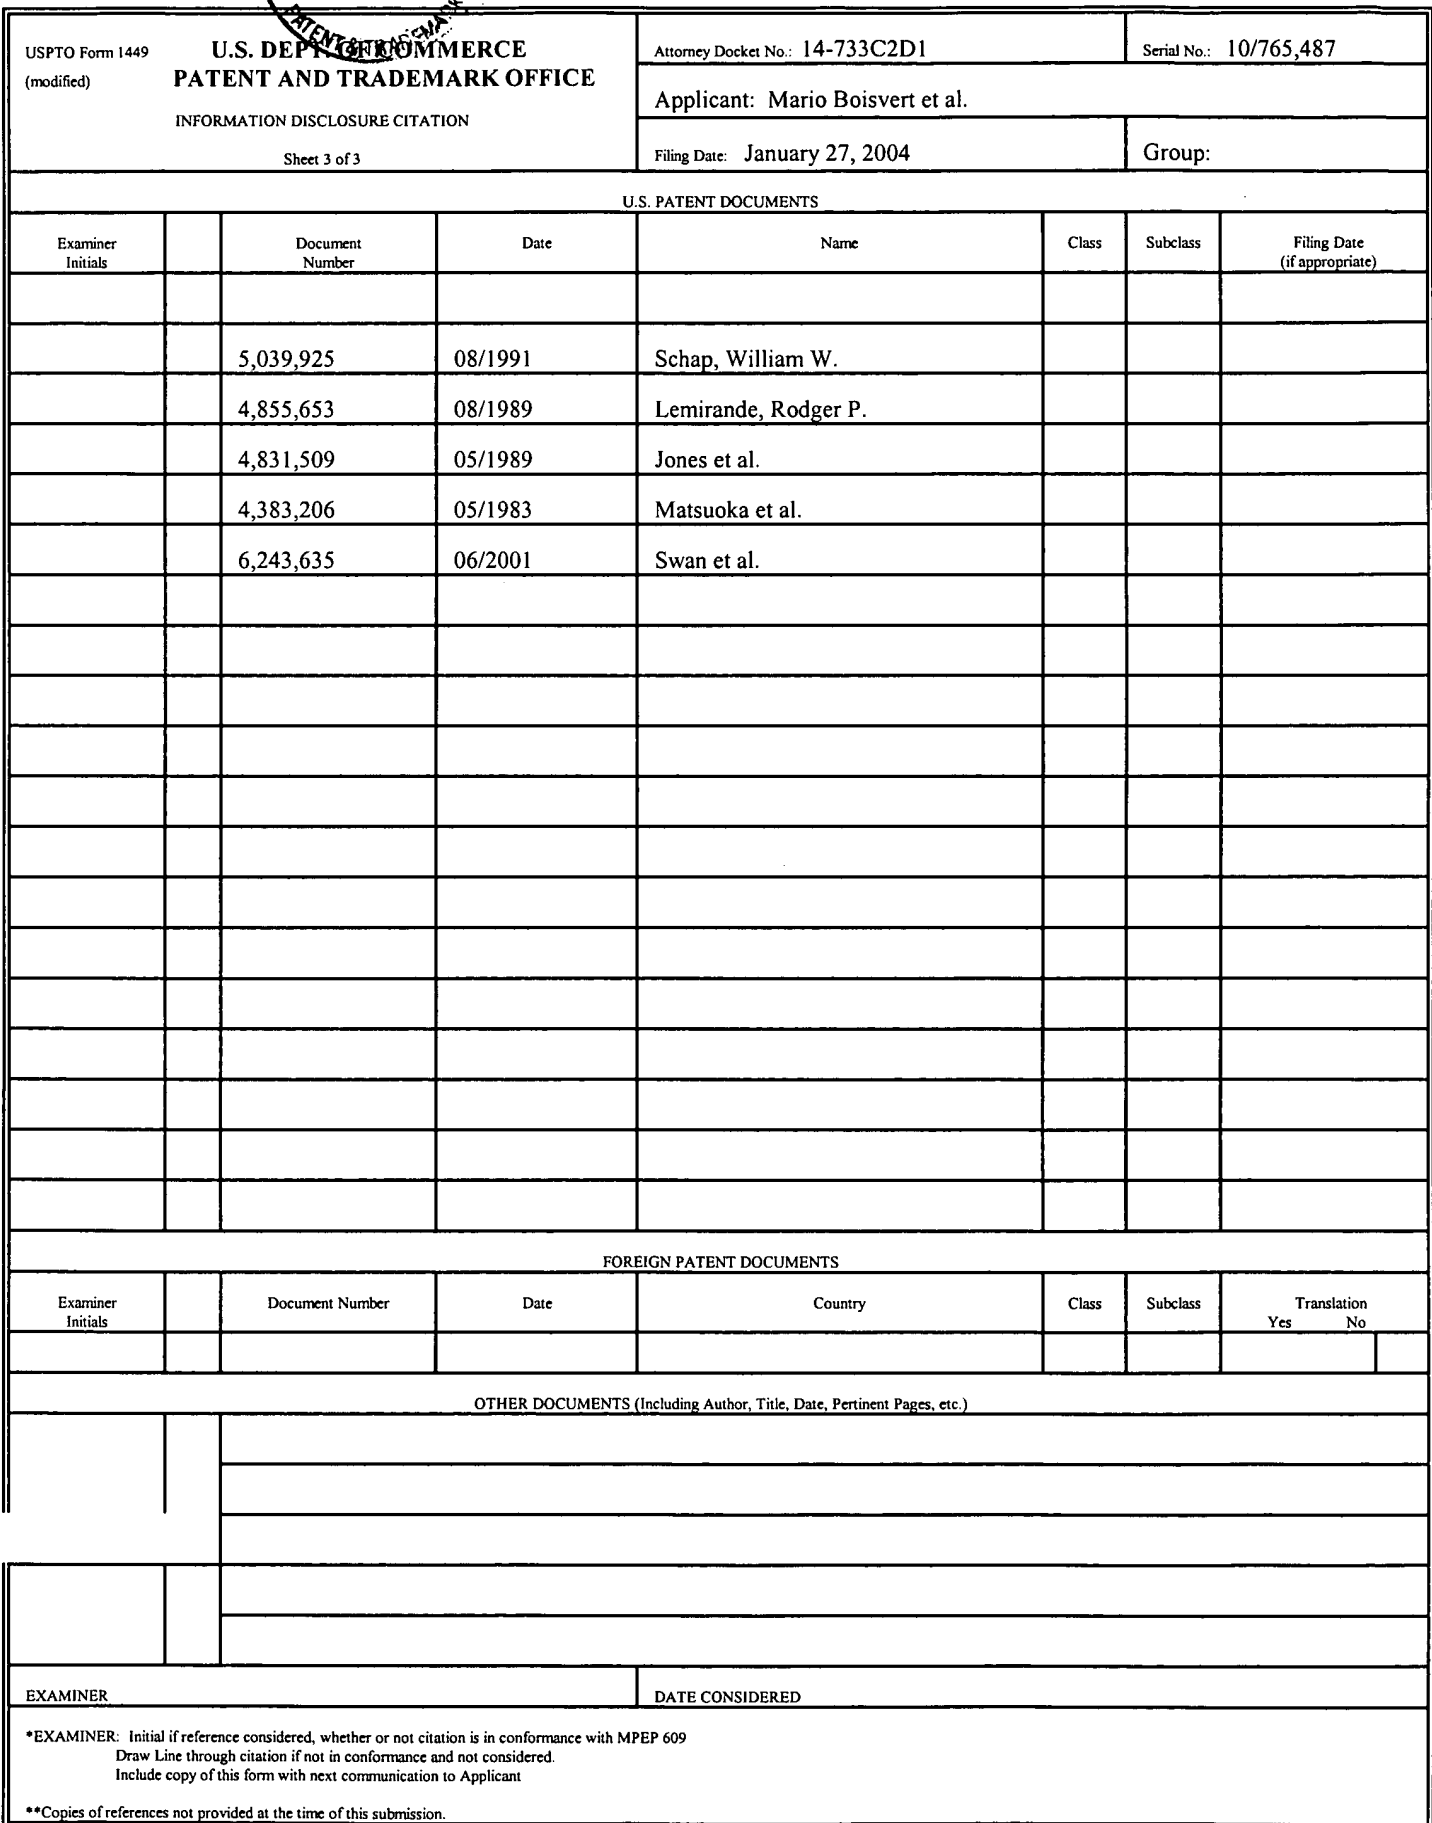 PATENT & TRADEMARK
USPTO Form 1449
(modified)
U.S. DEPT. OF COMMERCE
PATENT AND TRADEMARK OFFICE
INFORMATION DISCLOSURE CITATION
Sheet 3 of 3
Attorney Docket No.: 14-733C2D1
Serial No.: 10/765,487
Applicant: Mario Boisvert et al.
Filing Date: January 27, 2004
Group:
U.S. PATENT DOCUMENTS
Examiner Initials Document Number Date Name Class Subclass Filing Date (if appropriate)
5,039,925 08/1991 Schap, William W.
4,855,653 08/1989 Lemirande, Rodger P.
4,831,509 05/1989 Jones et al.
4,383,206 05/1983 Matsuoka et al.
6,243,635 06/2001 Swan et al.
FOREIGN PATENT DOCUMENTS
Examiner Initials Document Number Date Country Class Subclass Translation Yes No
OTHER DOCUMENTS (Including Author, Title, Date, Pertinent Pages, etc.)
EXAMINER
DATE CONSIDERED
*EXAMINER: Initial if reference considered, whether or not citation is in conformance with MPEP 609
Draw Line through citation if not in conformance and not considered.
Include copy of this form with next communication to Applicant
**Copies of references not provided at the time of this submission.